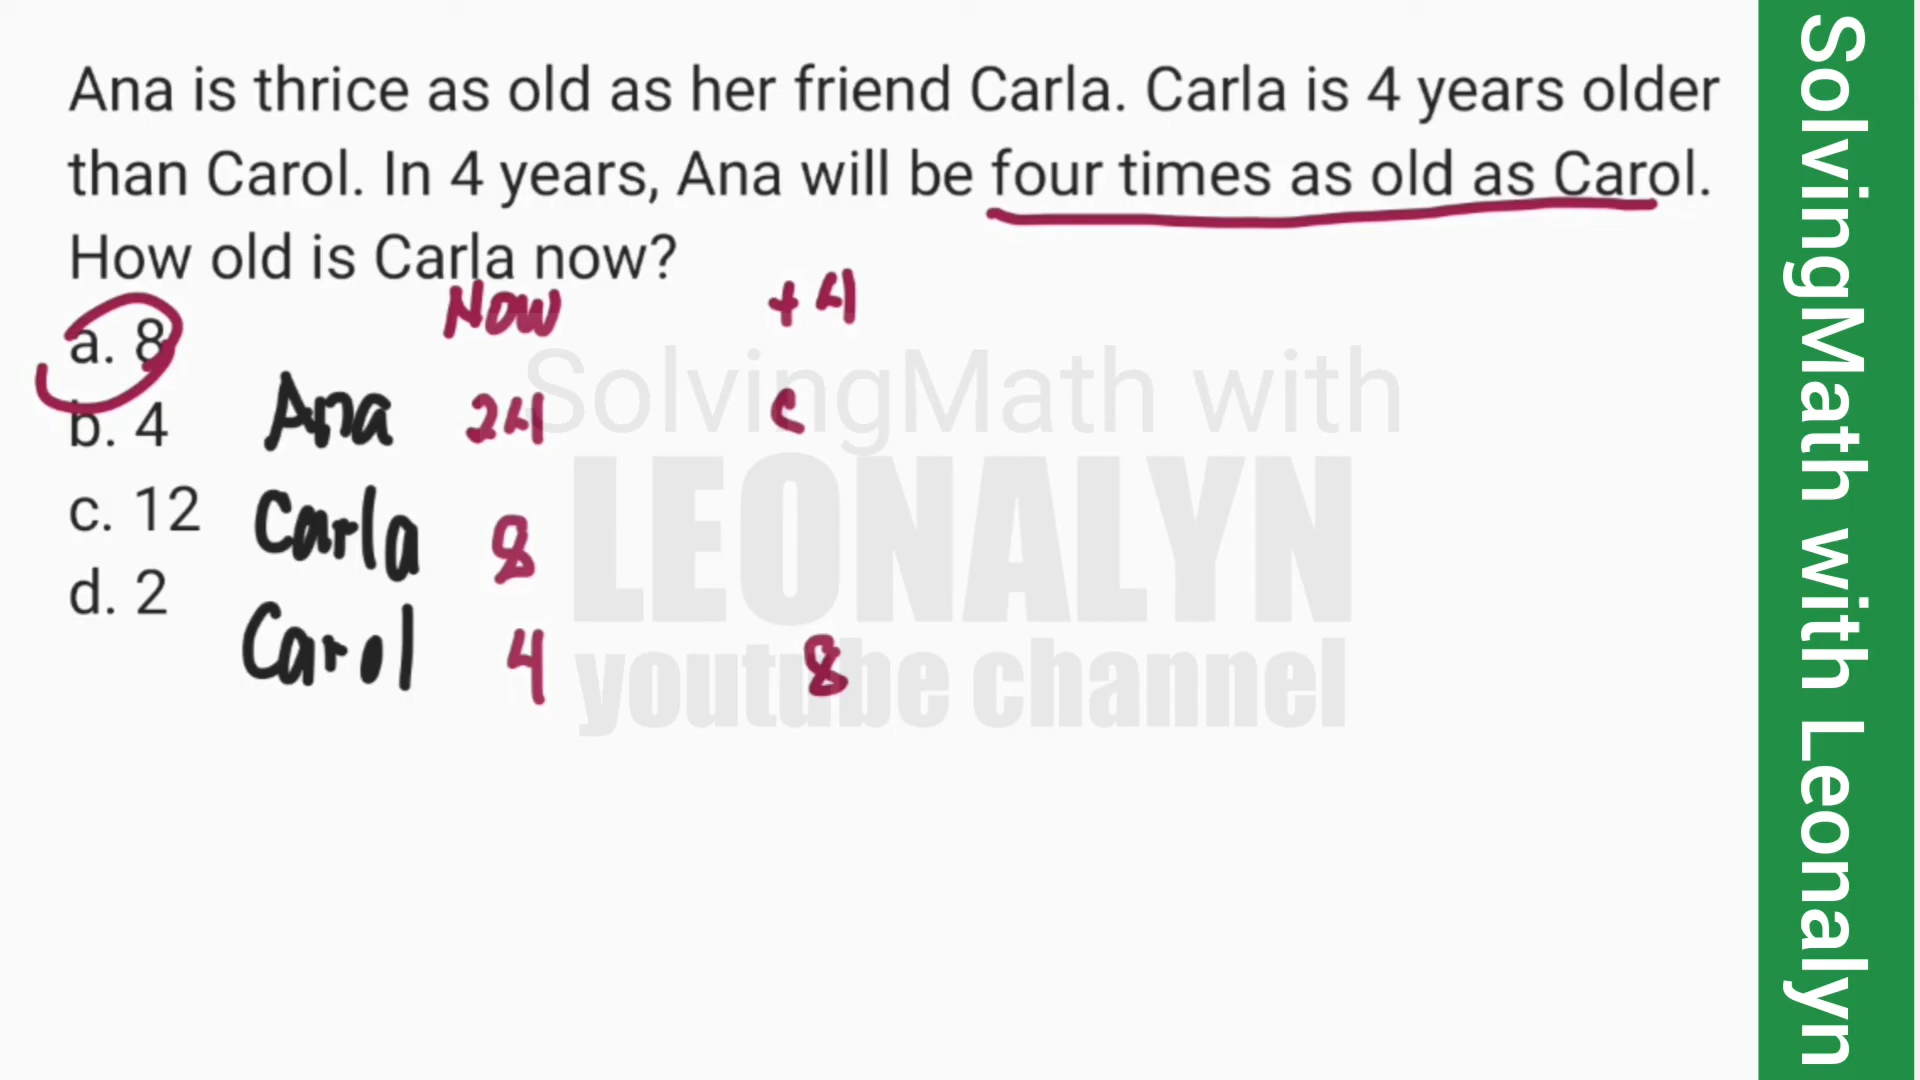 Ana is thrice as old as her friend Carla. Carla is 4 years older
than Carol. In 4 years, Ana will be four times as old as Carol.
How old is Carla now?
a. 8
b. 4
c. 12
d. 2
Now +4
Ana 24
Carla 8
Carol 4 8
SolvingMath with
LEONALYN
youtube channel
SolvingMath with Leonalyn